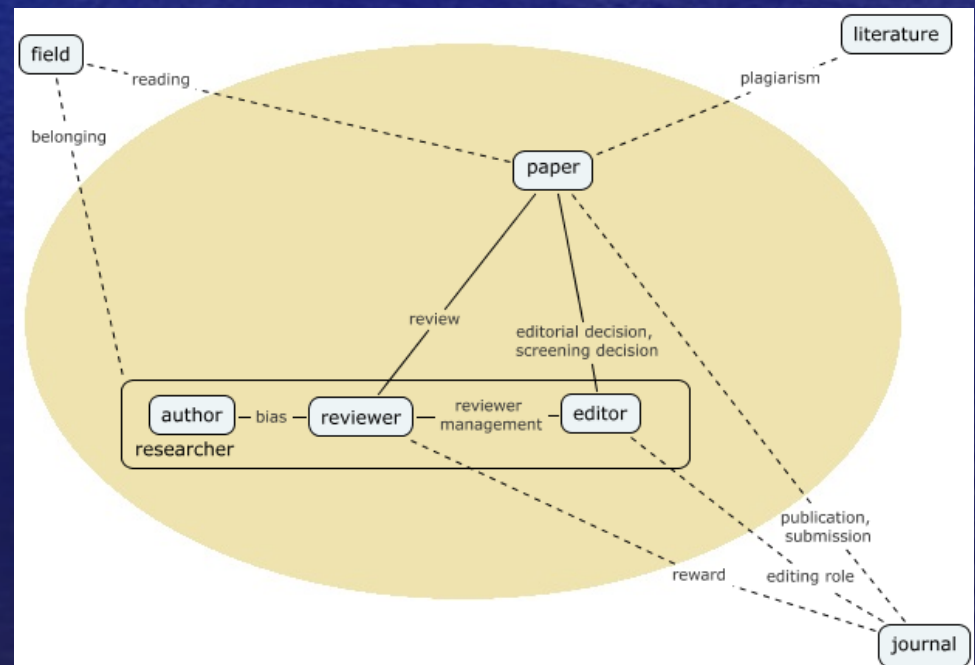 field
literature
reading
plagiarism
belonging
paper
review
editorial decision,
screening decision
author
bias
reviewer
reviewer
management
editor
researcher
publication,
submission
reward
editing role
journal